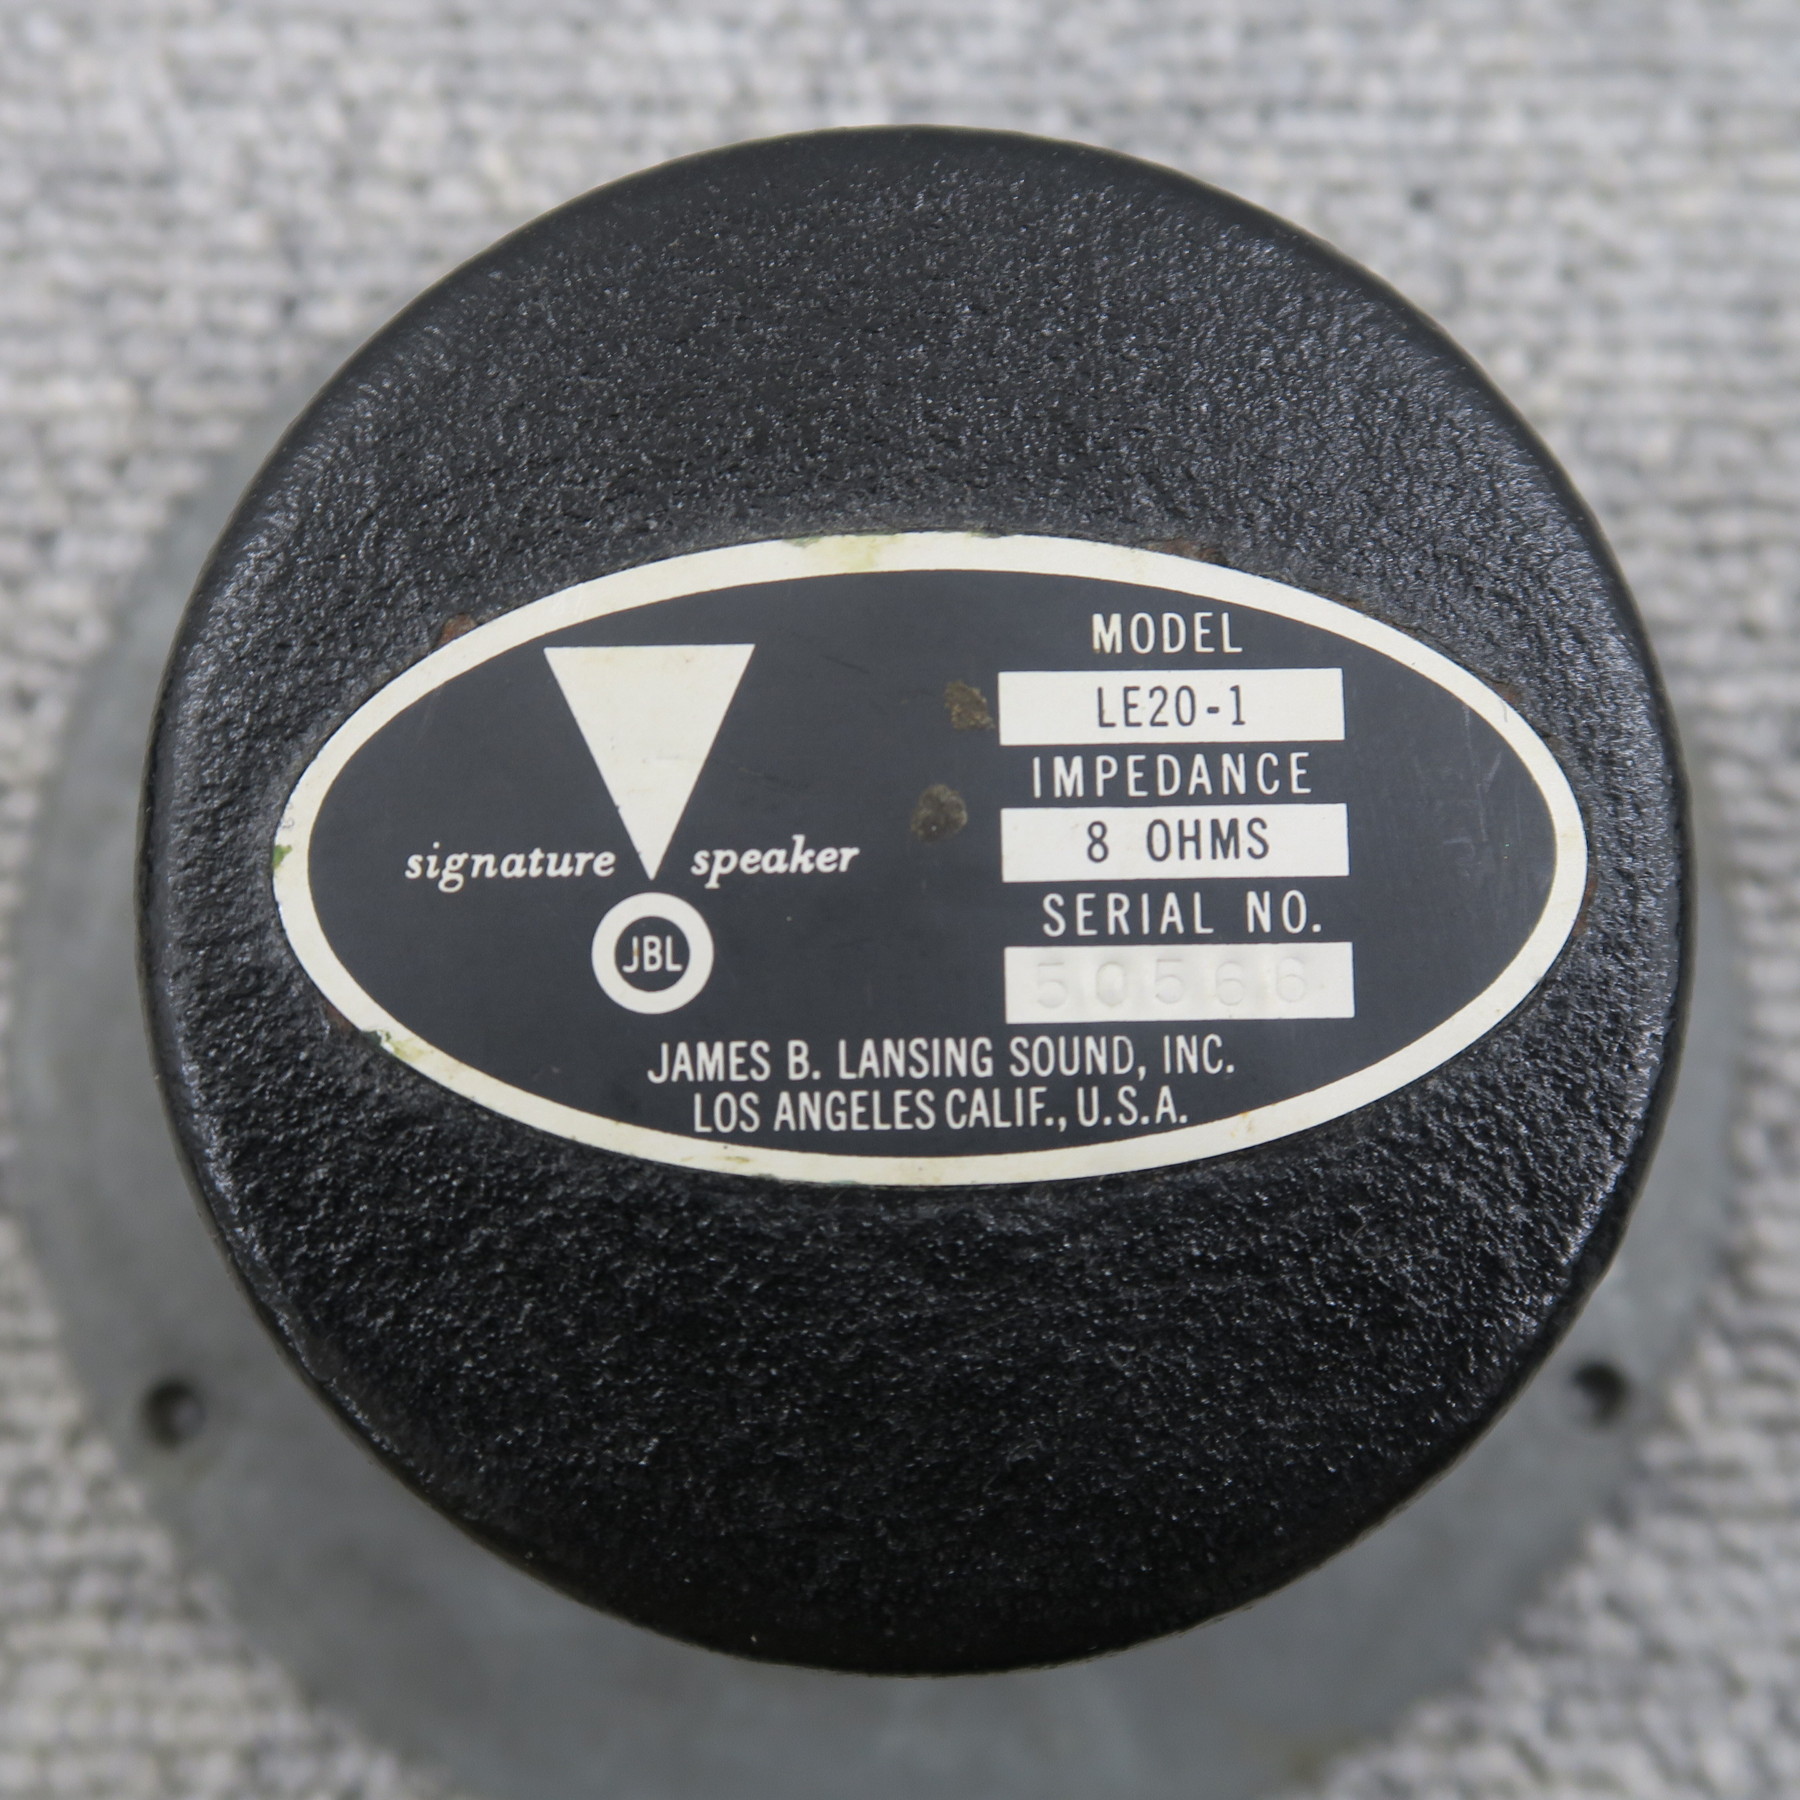 signature speaker
JBL
MODEL
LE20-1
IMPEDANCE
8 OHMS
SERIAL NO.
50566
JAMES B. LANSING SOUND, INC.
LOS ANGELES CALIF., U.S.A.